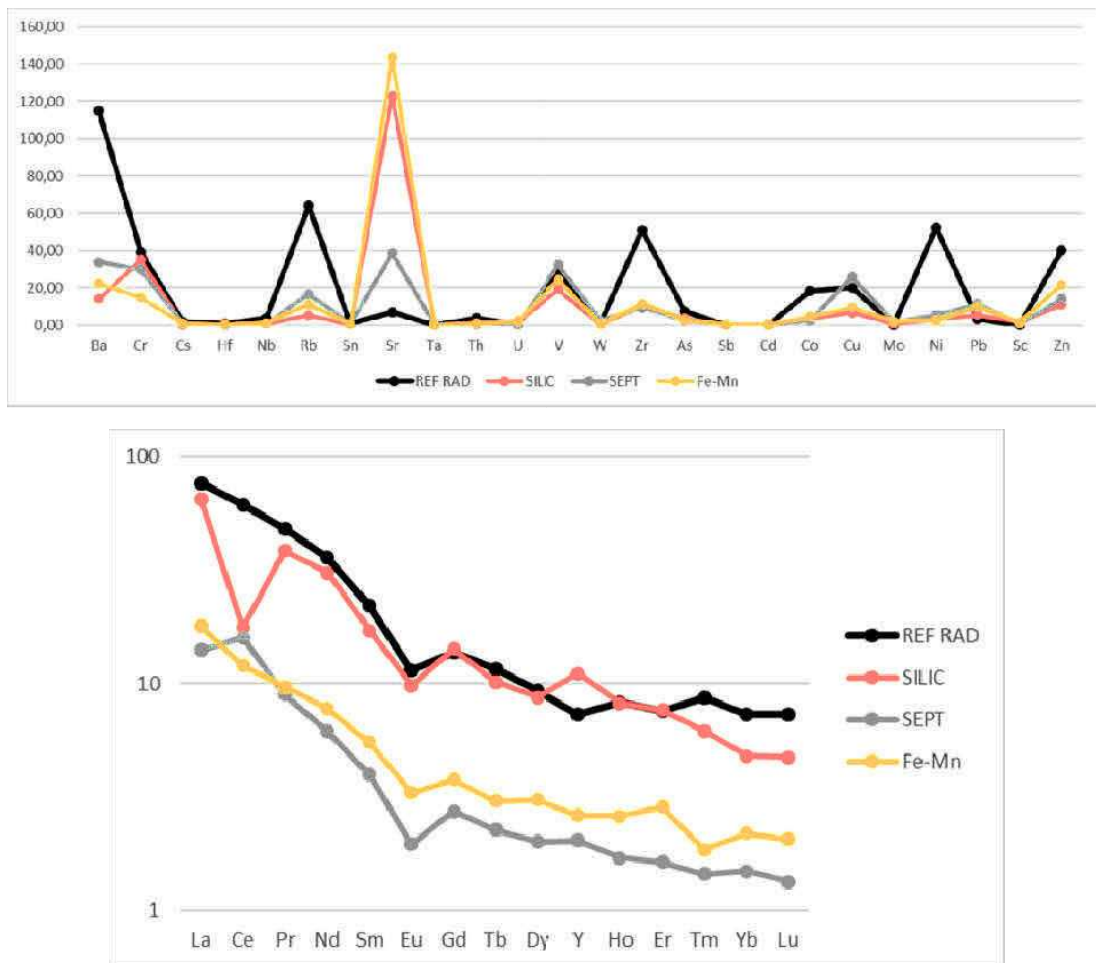 160,00
140,00
120,00
100,00
80,00
60,00
40,00
20,00
0,00
Ba Cr Cs Hf Nb Rb Sn Sr Ta Th U V W Zr As Sb Cd Co Cu Mo Ni Pb Sc Zn
REF RAD SILIC SEPT Fe-Mn
100
10
1
La Ce Pr Nd Sm Eu Gd Tb Dy Y Ho Er Tm Yb Lu
REF RAD
SILIC
SEPT
Fe-Mn